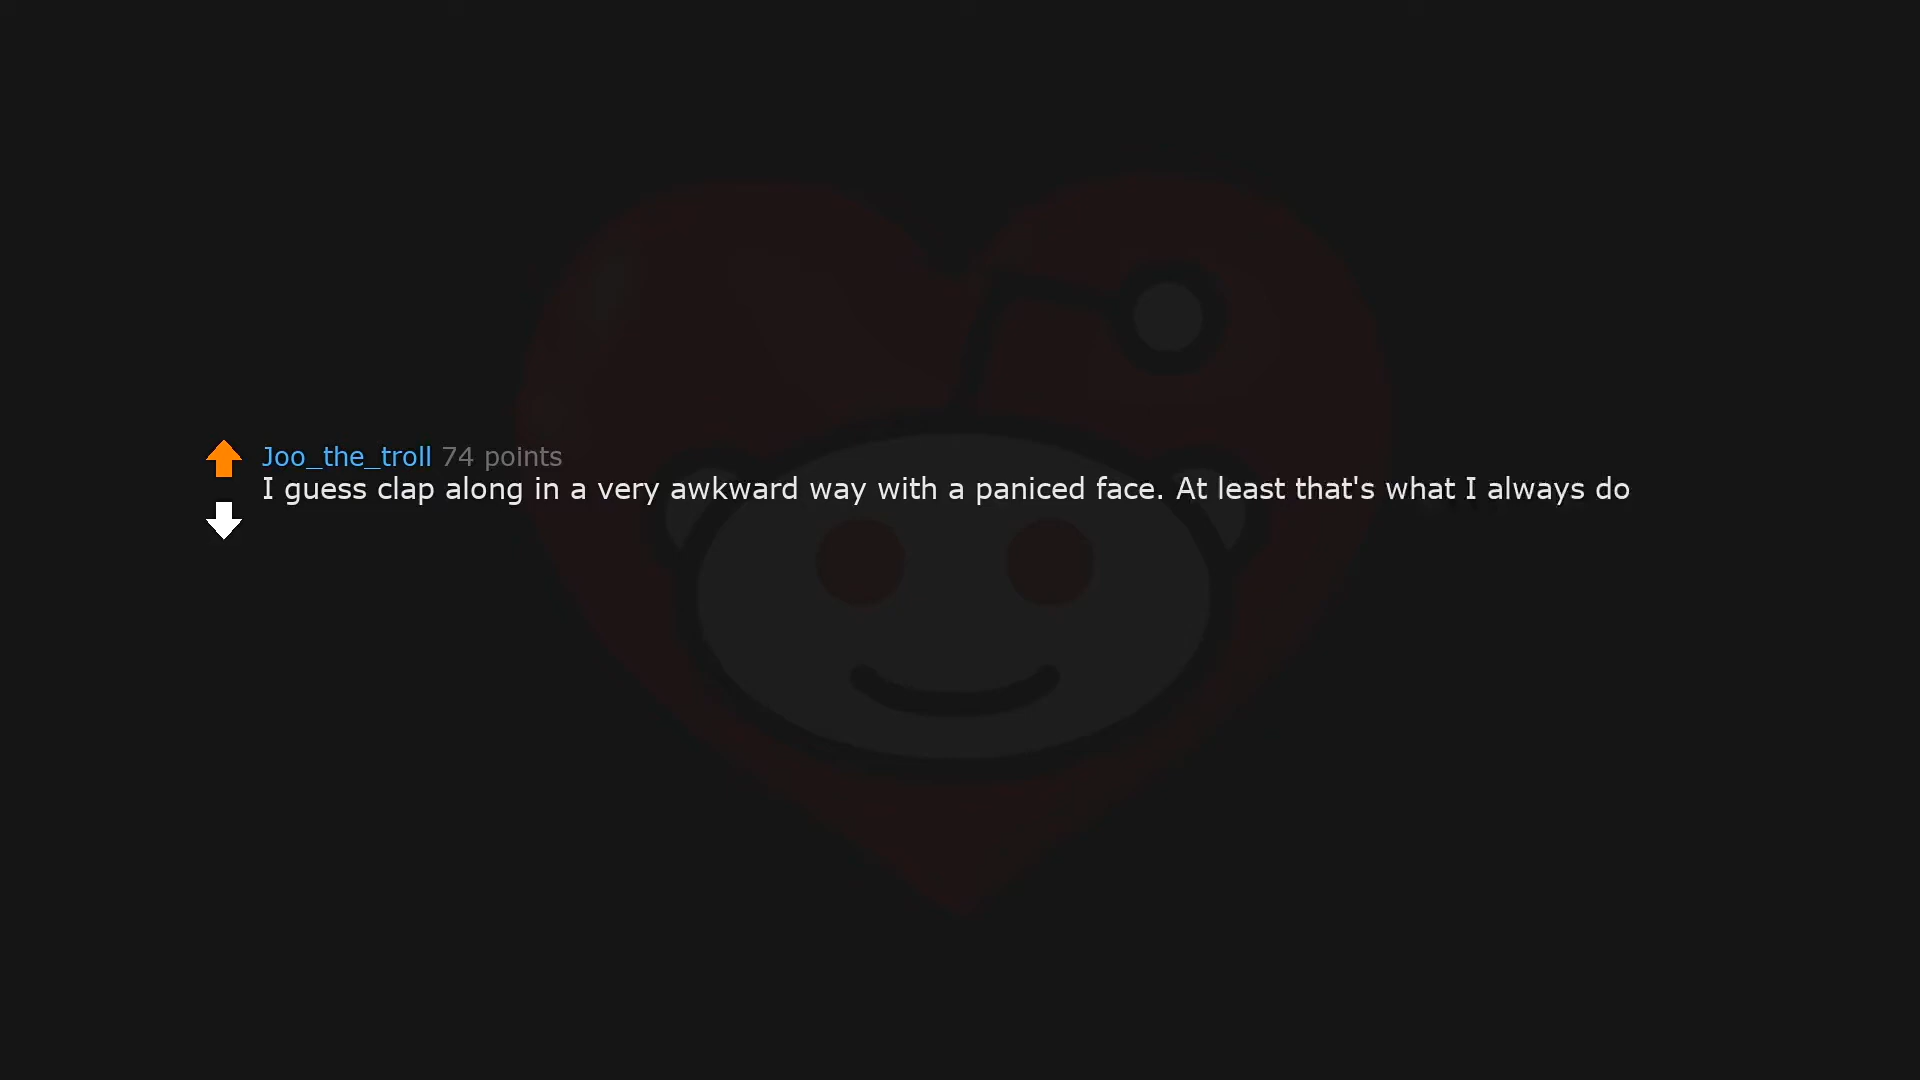 Joo_the_troll 74 points
I guess clap along in a very awkward way with a paniced face. At least that's what I always do